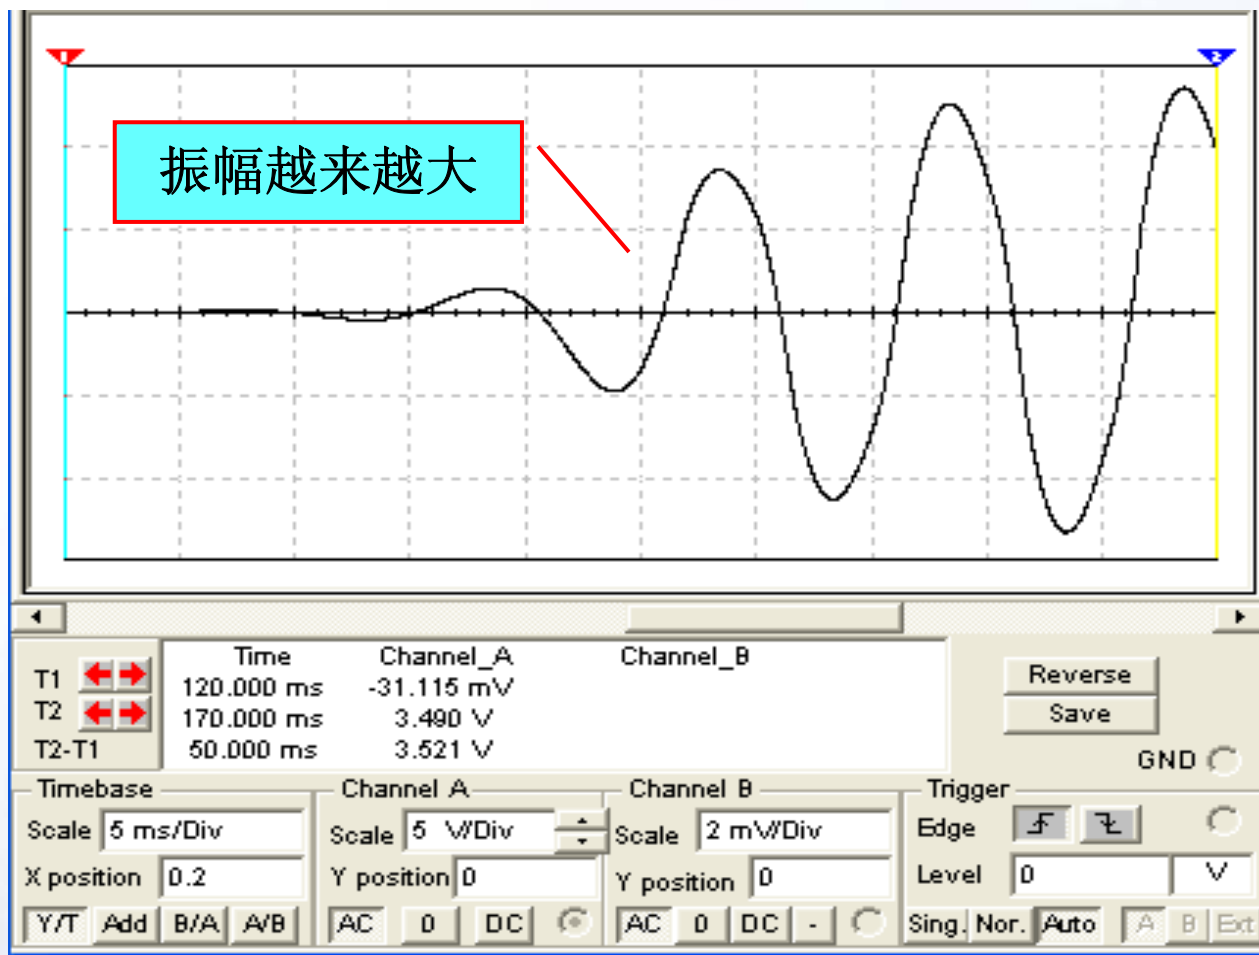 1
2
振幅越来越大
Time Channel_A Channel_B
T1 120.000 ms -31.115 mV
T2 170.000 ms 3.490 V
T2-T1 50.000 ms 3.521 V
Reverse
Save
GND
Timebase
Scale 5 ms/Div
X position 0.2
Y/T Add B/A A/B
Channel A
Scale 5 V/Div
Y position 0
AC 0 DC
Channel B
Scale 2 mV/Div
Y position 0
AC 0 DC -
Trigger
Edge
Level 0 V
Sing. Nor. Auto A B Ext